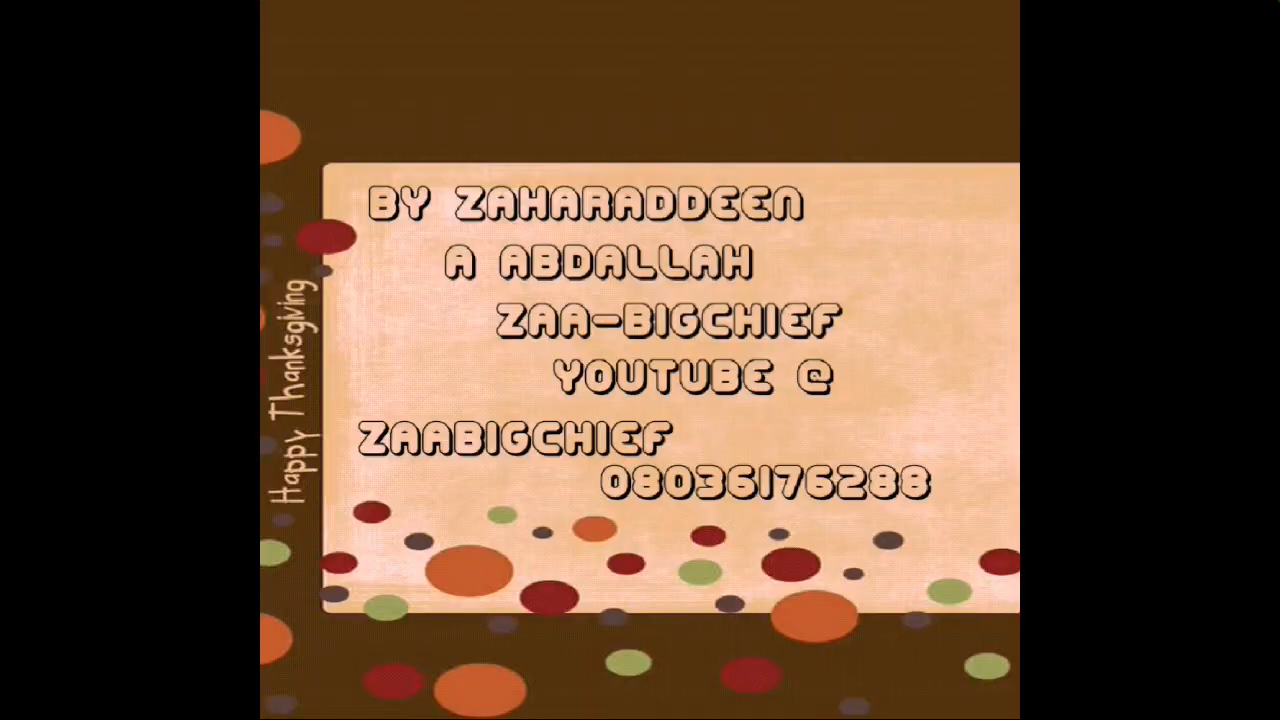 BY ZAHARADDEEN
A ABDALLAH
ZAA-BIGCHIEF
YOUTUBE @
ZAABIGCHIEF
08036176288
Happy Thanksgiving